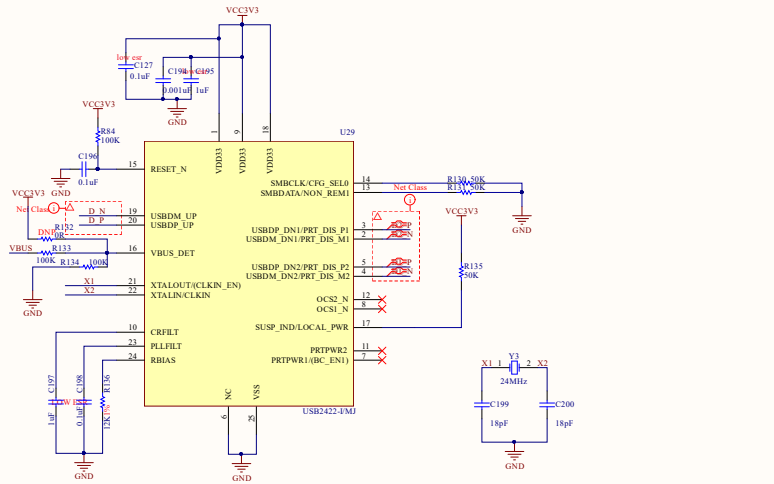 VCC3V3
low esr
C127
0.1uF
C194
C195
0.001uF
1uF
GND
VCC3V3
R84
100K
C196
0.1uF
GND
1
9
18
VDD33
VDD33
VDD33
U29
15
RESET_N
SMBCLK/CFG_SEL0
14
R130 50K
SMBDATA/NON_REM1
13
R131 50K
GND
VCC3V3
Net Class
D_N
19
USBDM_UP
D_P
20
USBDP_UP
Net Class
VCC3V3
USBDP_DN1/PRT_DIS_P1
3
USBDM_DN1/PRT_DIS_M1
2
DNP
R132
0R
VBUS
R133
100K
16
VBUS_DET
R134
100K
GND
USBDP_DN2/PRT_DIS_P2
5
USBDM_DN2/PRT_DIS_M2
4
R135
50K
X1
21
XTALOUT/(CLKIN_EN)
X2
22
XTALIN/CLKIN
OCS2_N
12
OCS1_N
8
SUSP_IND/LOCAL_PWR
17
10
CRFILT
23
PLLFILT
24
RBIAS
PRTPWR2
11
PRTPWR1/(BC_EN1)
7
C197
1uF
LOW ESR
C198
0.1uF
R136
12K
1%
GND
NC
VSS
6
25
USB2422-I/MJ
GND
Y3
X1
1
2
X2
24MHz
C199
18pF
C200
18pF
GND